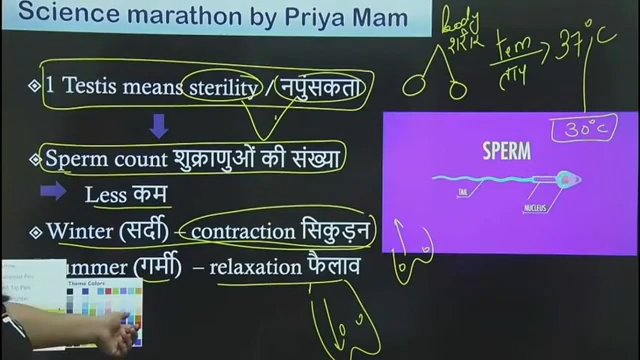 Science marathon by Priya Mam
1 Testis means sterility / नपुंसकता
Sperm count शुक्राणुओं की संख्या
Less कम
Winter (सर्दी) – contraction सिकुड़न
ummer (गर्मी) – relaxation फैलाव
Theme Colors
body
शरीर
tem
ताप
37°C
30°C
SPERM
TAIL
NUCLEUS